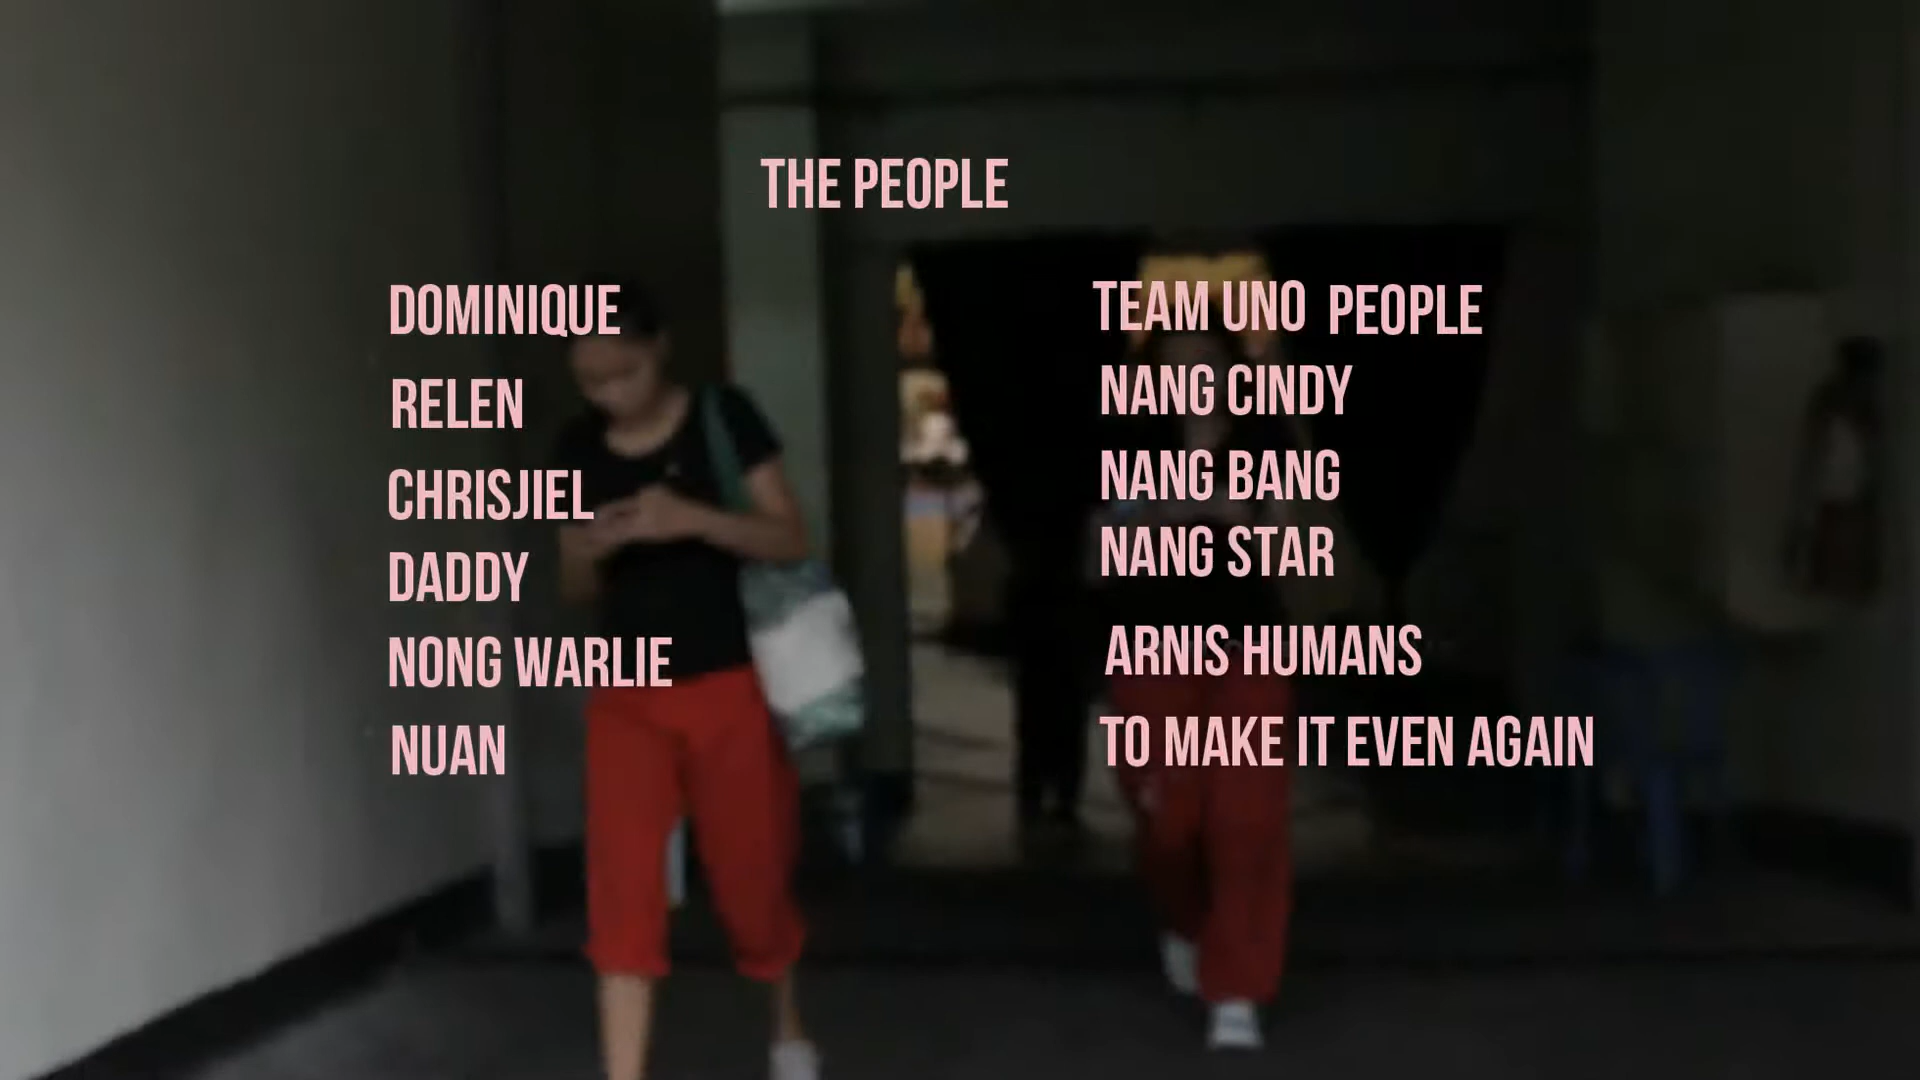 THE PEOPLE
DOMINIQUE
RELEN
CHRISJIEL
DADDY
NONG WARLIE
NUAN
TEAM UNO PEOPLE
NANG CINDY
NANG BANG
NANG STAR
ARNIS HUMANS
TO MAKE IT EVEN AGAIN